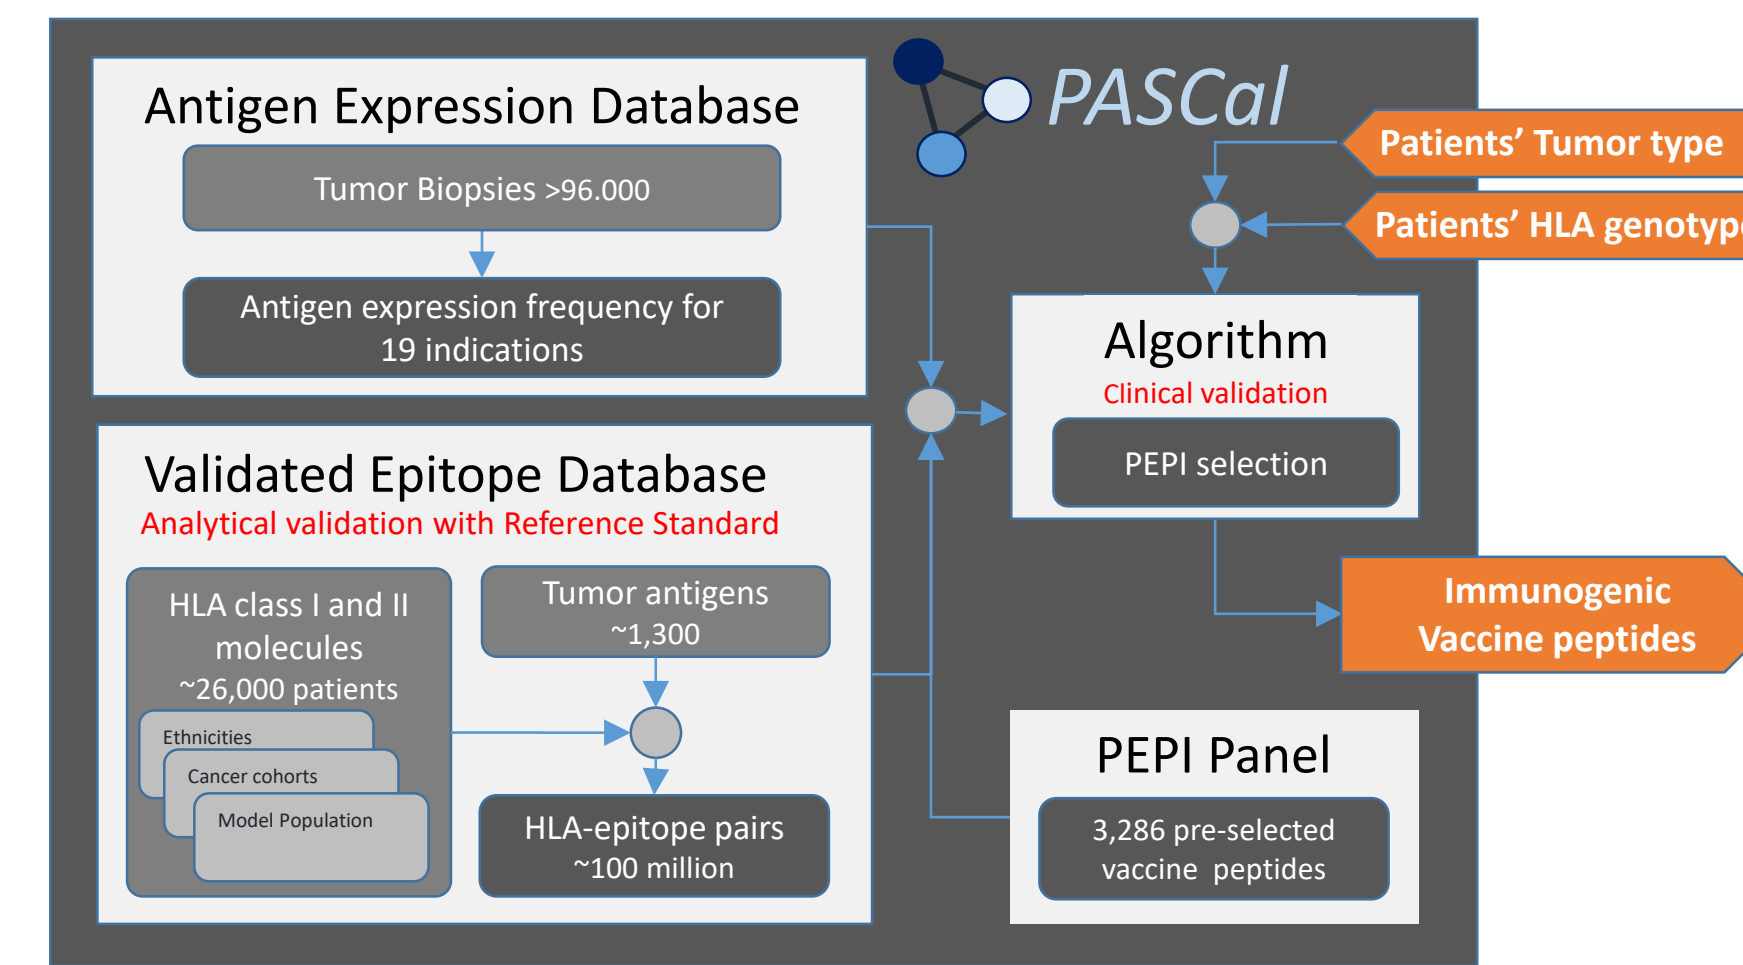 PASCal
Antigen Expression Database
Tumor Biopsies >96.000
Antigen expression frequency for
19 indications
Validated Epitope Database
Analytical validation with Reference Standard
HLA class I and II
molecules
~26,000 patients
Ethnicities
Cancer cohorts
Model Population
Tumor antigens
~1,300
HLA-epitope pairs
~100 million
Patients’ Tumor type
Patients’ HLA genotype
Algorithm
Clinical validation
PEPI selection
Immunogenic
Vaccine peptides
PEPI Panel
3,286 pre-selected
vaccine peptides